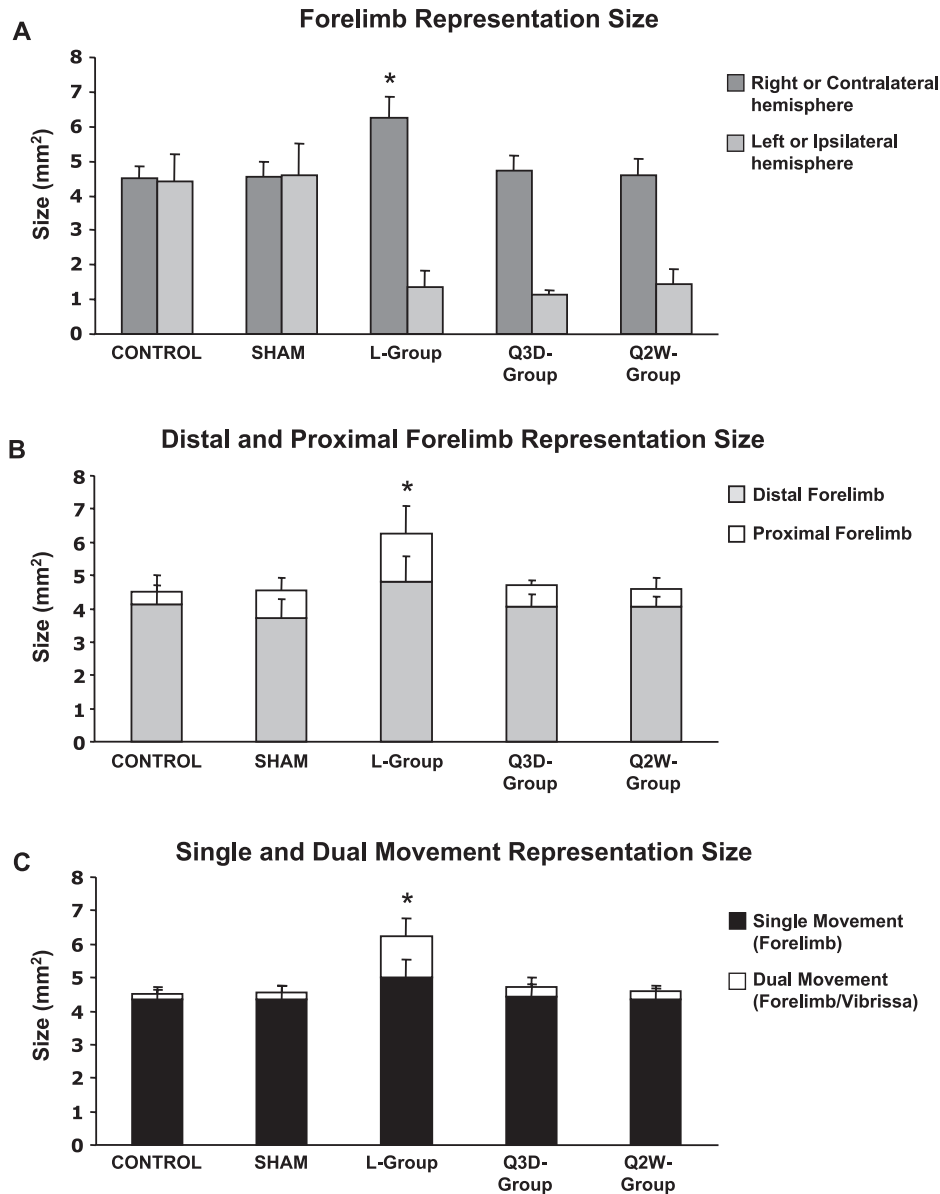 A
Forelimb Representation Size
8
7
6
5
4
3
2
1
0
Size (mm²)
*
Right or Contralateral
hemisphere
Left or Ipsilateral
hemisphere
CONTROL
SHAM
L-Group
Q3D-
Group
Q2W-
Group
B
Distal and Proximal Forelimb Representation Size
8
7
6
5
4
3
2
1
0
Size (mm²)
*
Distal Forelimb
Proximal Forelimb
CONTROL
SHAM
L-Group
Q3D-
Group
Q2W-
Group
C
Single and Dual Movement Representation Size
8
7
6
5
4
3
2
1
0
Size (mm²)
*
Single Movement
(Forelimb)
Dual Movement
(Forelimb/Vibrissa)
CONTROL
SHAM
L-Group
Q3D-
Group
Q2W-
Group